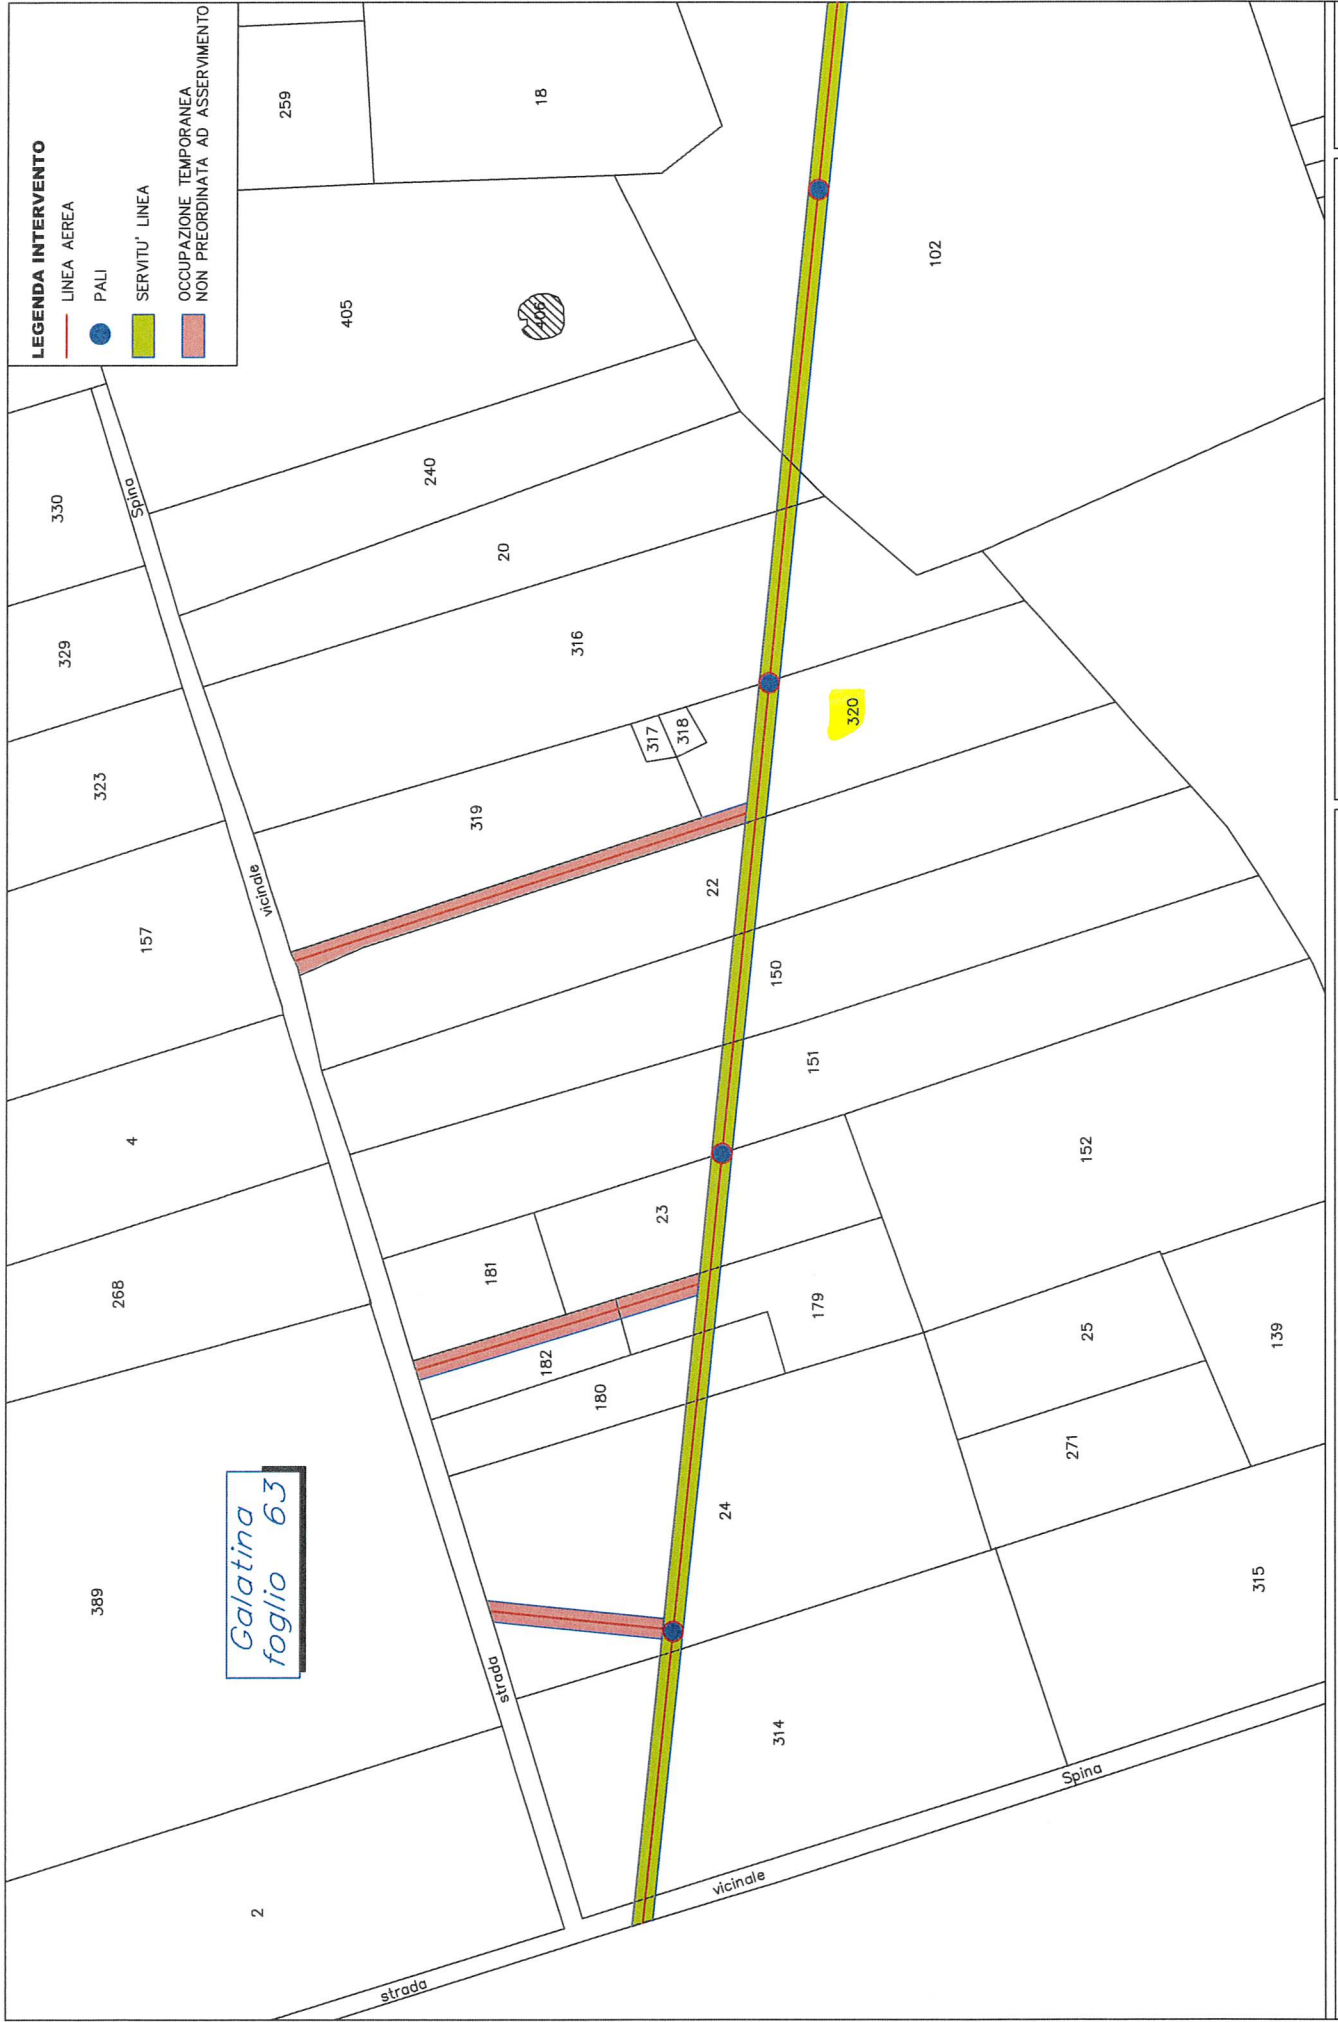 LEGENDA INTERVENTO
LINEA AEREA
PALI
SERVITU' LINEA
OCCUPAZIONE TEMPORANEA
NON PREORDINATA AD ASSERVIMENTO
Galatina
foglio 63
2
389
268
4
157
323
329
330
259
18
405
406
240
20
316
317
318
319
320
22
150
151
23
181
182
180
179
24
314
315
271
25
139
152
102
strada
vicinale
Spina
strada
vicinale
Spina